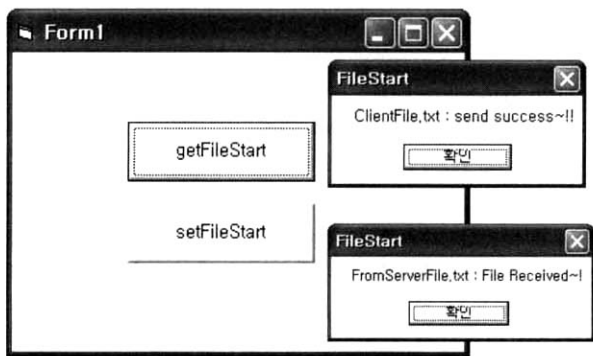 Form1
getFileStart
setFileStart
FileStart
ClientFile,txt : send success~!!
확인
FileStart
FromServerFile,txt : File Received~!
확인